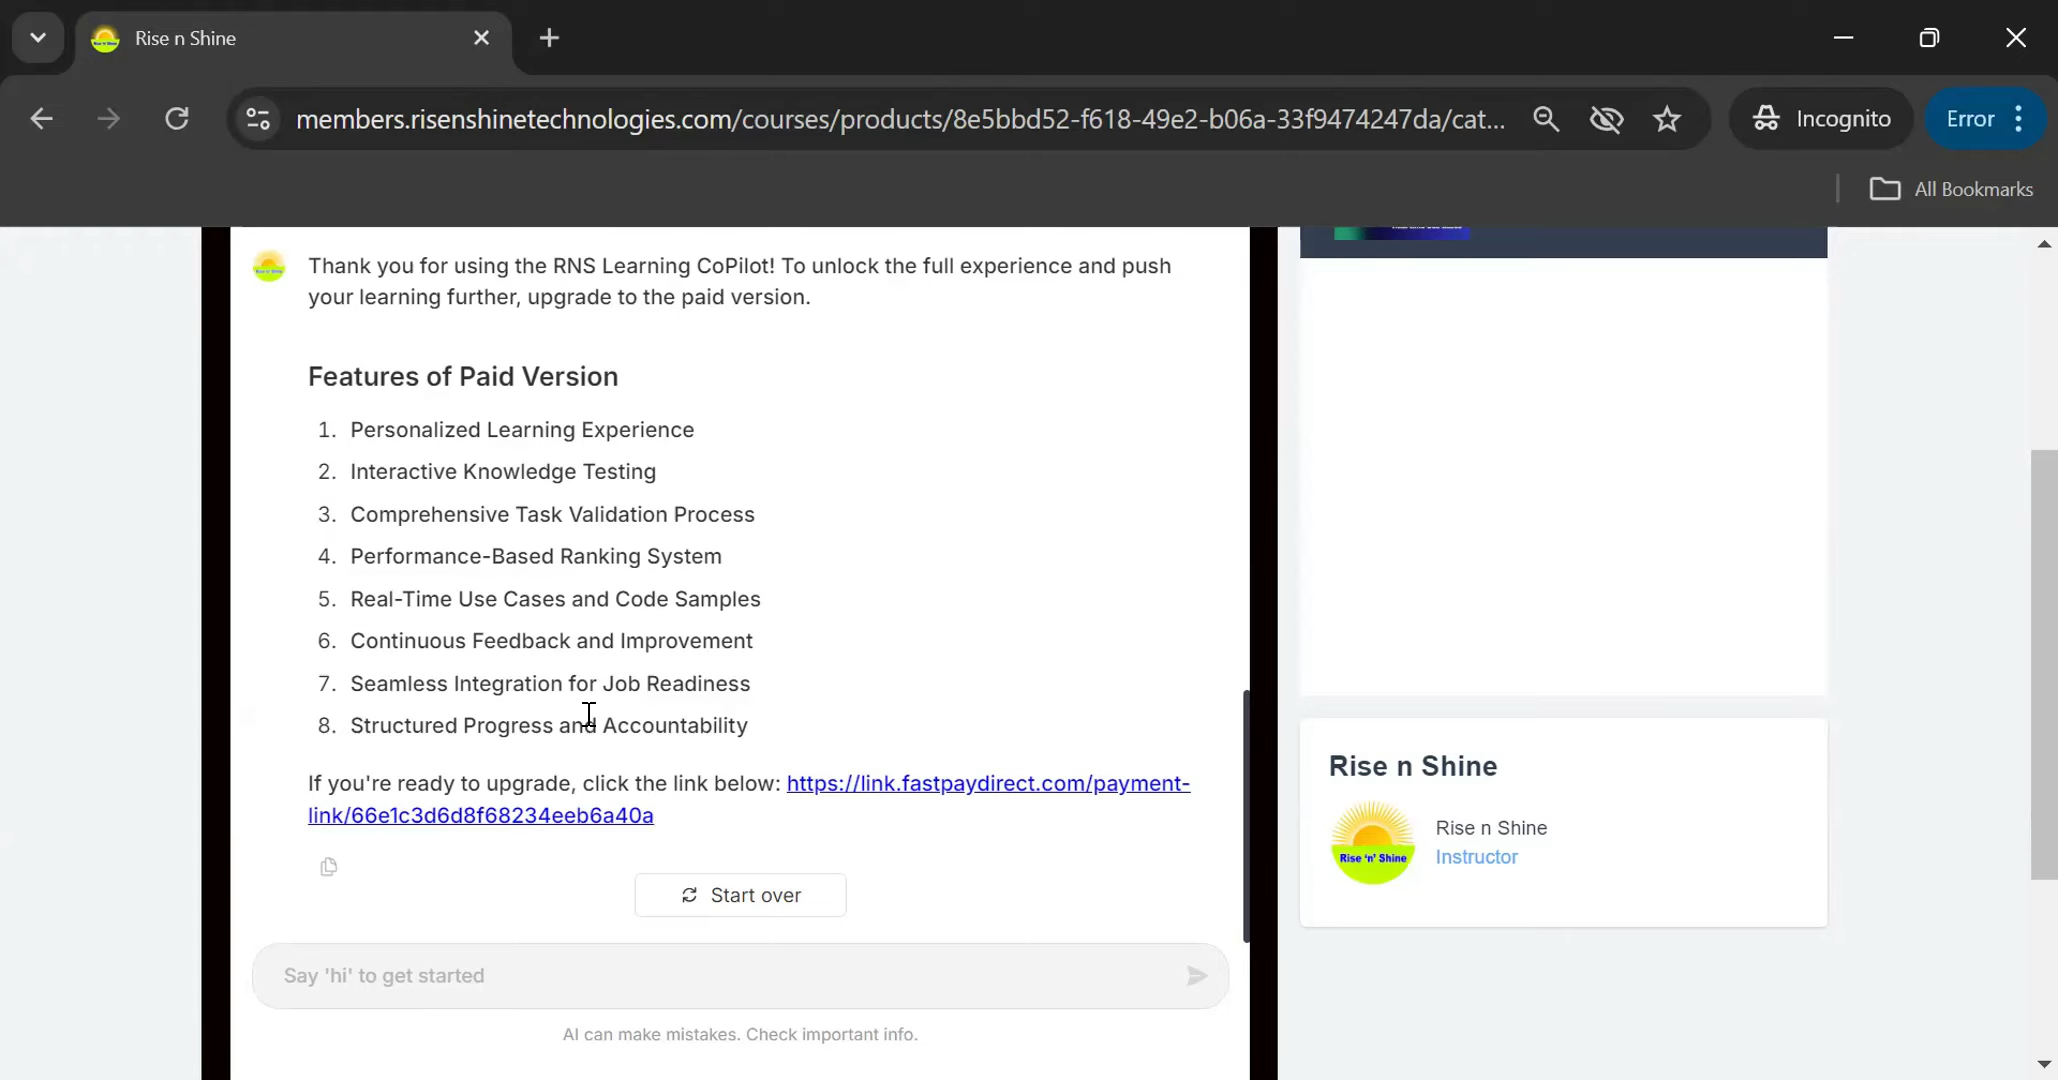 Rise n Shine
members.risenshinetechnologies.com/courses/products/8e5bbd52-f618-49e2-b06a-33f9474247da/cat...
Incognito
Error
All Bookmarks
Thank you for using the RNS Learning CoPilot! To unlock the full experience and push
your learning further, upgrade to the paid version.
Features of Paid Version
1. Personalized Learning Experience
2. Interactive Knowledge Testing
3. Comprehensive Task Validation Process
4. Performance-Based Ranking System
5. Real-Time Use Cases and Code Samples
6. Continuous Feedback and Improvement
7. Seamless Integration for Job Readiness
8. Structured Progress and Accountability
If you're ready to upgrade, click the link below: https://link.fastpaydirect.com/payment-
link/66e1c3d6d8f68234eeb6a40a
Start over
Say 'hi' to get started
AI can make mistakes. Check important info.
Rise n Shine
Rise 'n' Shine
Rise n Shine
Instructor